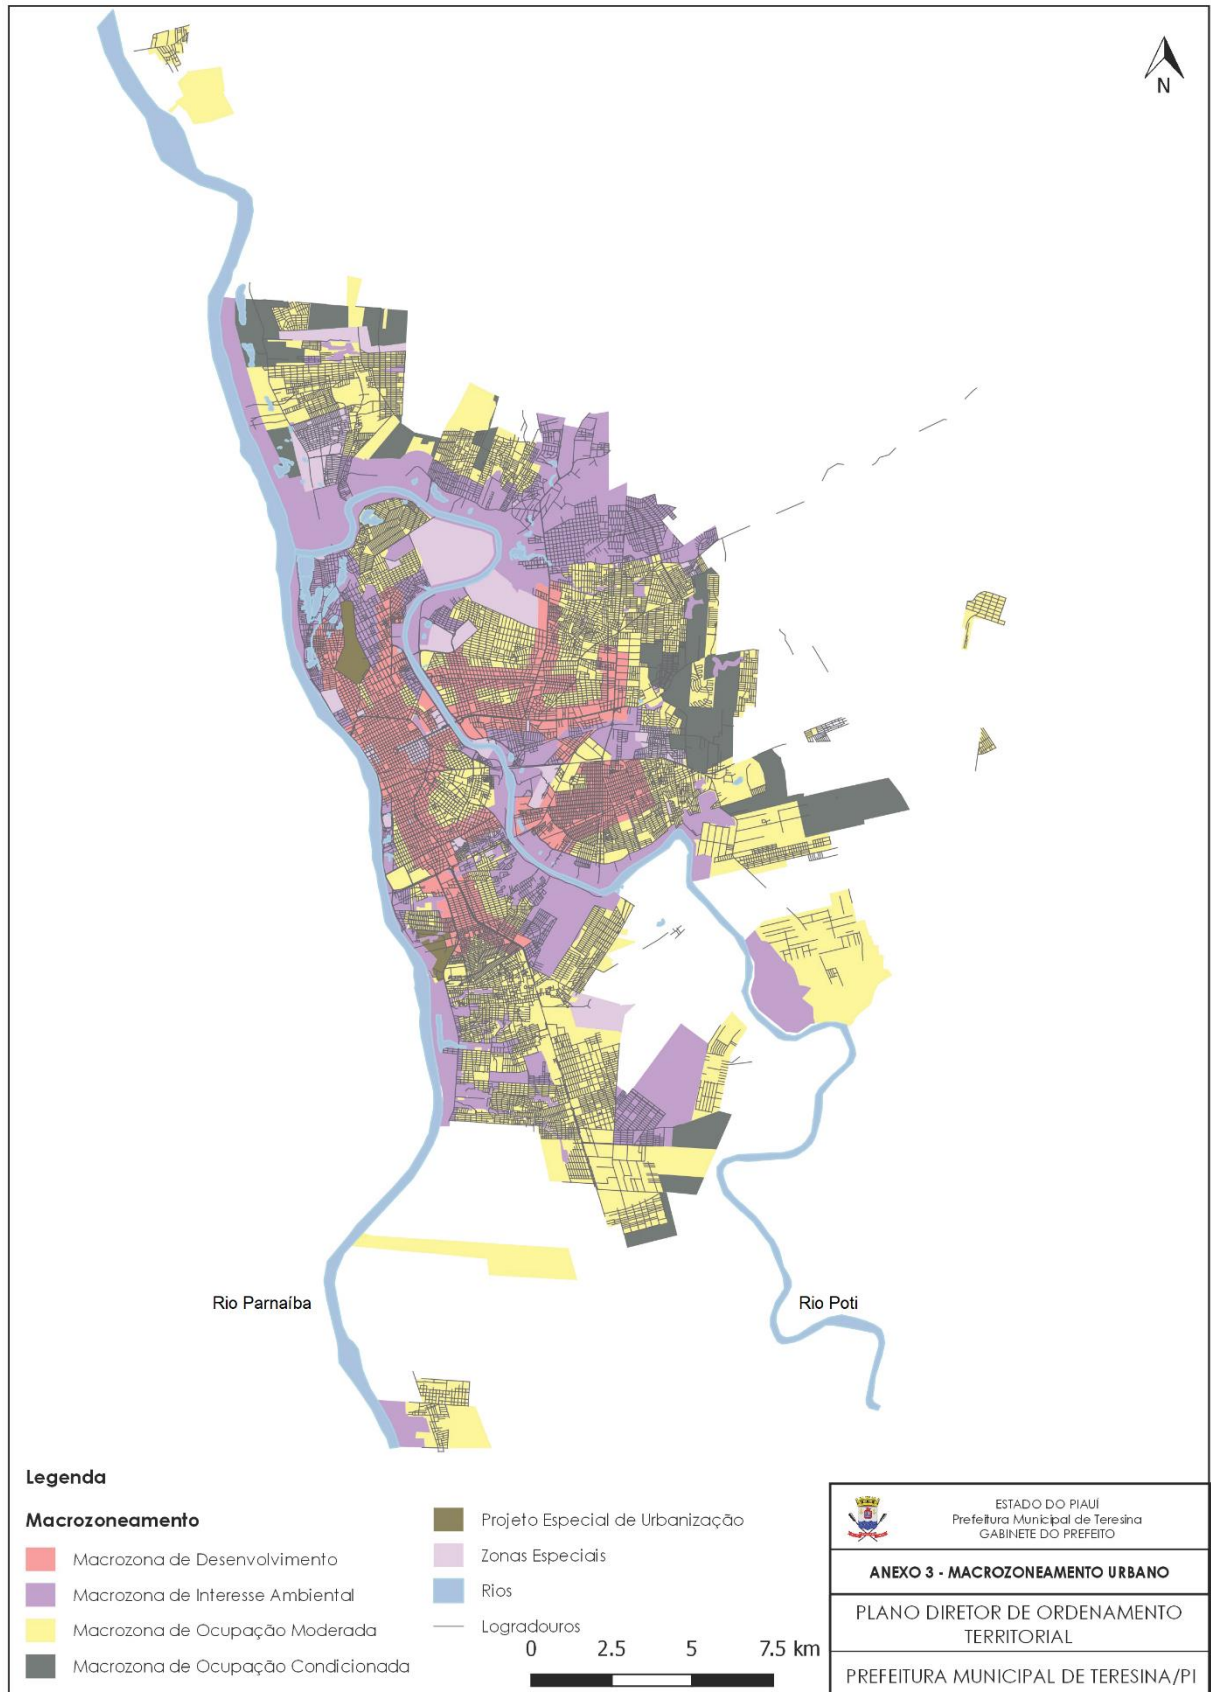 N
Rio Parnaíba
Rio Poti
Legenda
Macrozoneamento
Macrozona de Desenvolvimento
Macrozona de Interesse Ambiental
Macrozona de Ocupação Moderada
Macrozona de Ocupação Condicionada
Projeto Especial de Urbanização
Zonas Especiais
Rios
Logradouros
0 2.5 5 7.5 km
ESTADO DO PIAUÍ
Prefeitura Municipal de Teresina
GABINETE DO PREFEITO
ANEXO 3 - MACROZONEAMENTO URBANO
PLANO DIRETOR DE ORDENAMENTO
TERRITORIAL
PREFEITURA MUNICIPAL DE TERESINA/PI